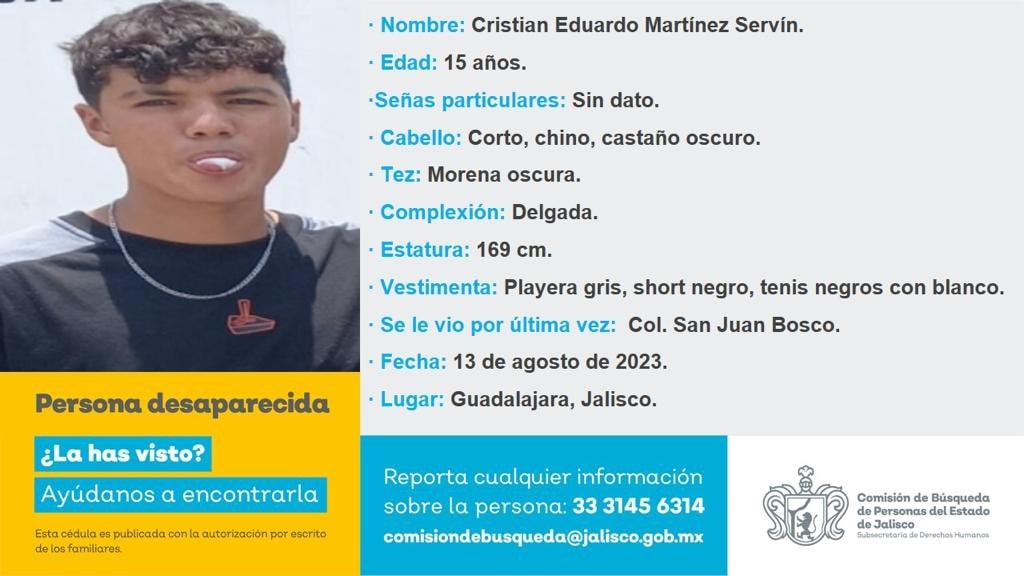 · Nombre: Cristian Eduardo Martínez Servín.
· Edad: 15 años.
·Señas particulares: Sin dato.
· Cabello: Corto, chino, castaño oscuro.
· Tez: Morena oscura.
· Complexión: Delgada.
· Estatura: 169 cm.
· Vestimenta: Playera gris, short negro, tenis negros con blanco.
· Se le vio por última vez: Col. San Juan Bosco.
· Fecha: 13 de agosto de 2023.
· Lugar: Guadalajara, Jalisco.
Persona desaparecida
¿La has visto?
Ayúdanos a encontrarla
Esta cédula es publicada con la autorización por escrito
de los familiares.
Reporta cualquier información
sobre la persona: 33 3145 6314
comisiondebusqueda@jalisco.gob.mx
Comisión de Búsqueda
de Personas del Estado
de Jalisco
Subsecretaría de Derechos Humanos